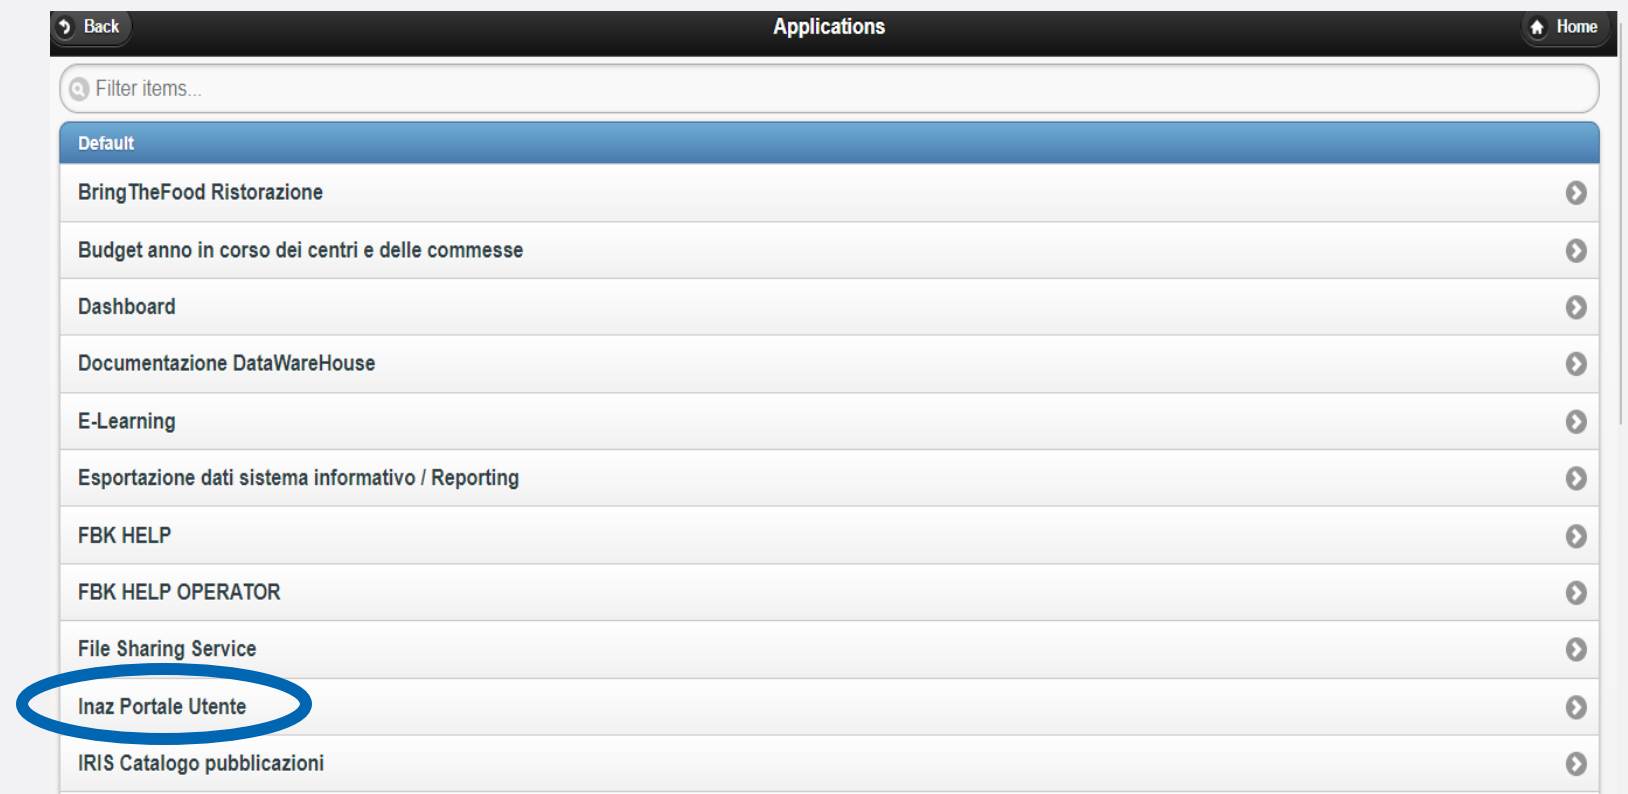 Back
Applications
Home
Filter items...
Default
BringTheFood Ristorazione
Budget anno in corso dei centri e delle commesse
Dashboard
Documentazione DataWareHouse
E-Learning
Esportazione dati sistema informativo / Reporting
FBK HELP
FBK HELP OPERATOR
File Sharing Service
Inaz Portale Utente
IRIS Catalogo pubblicazioni